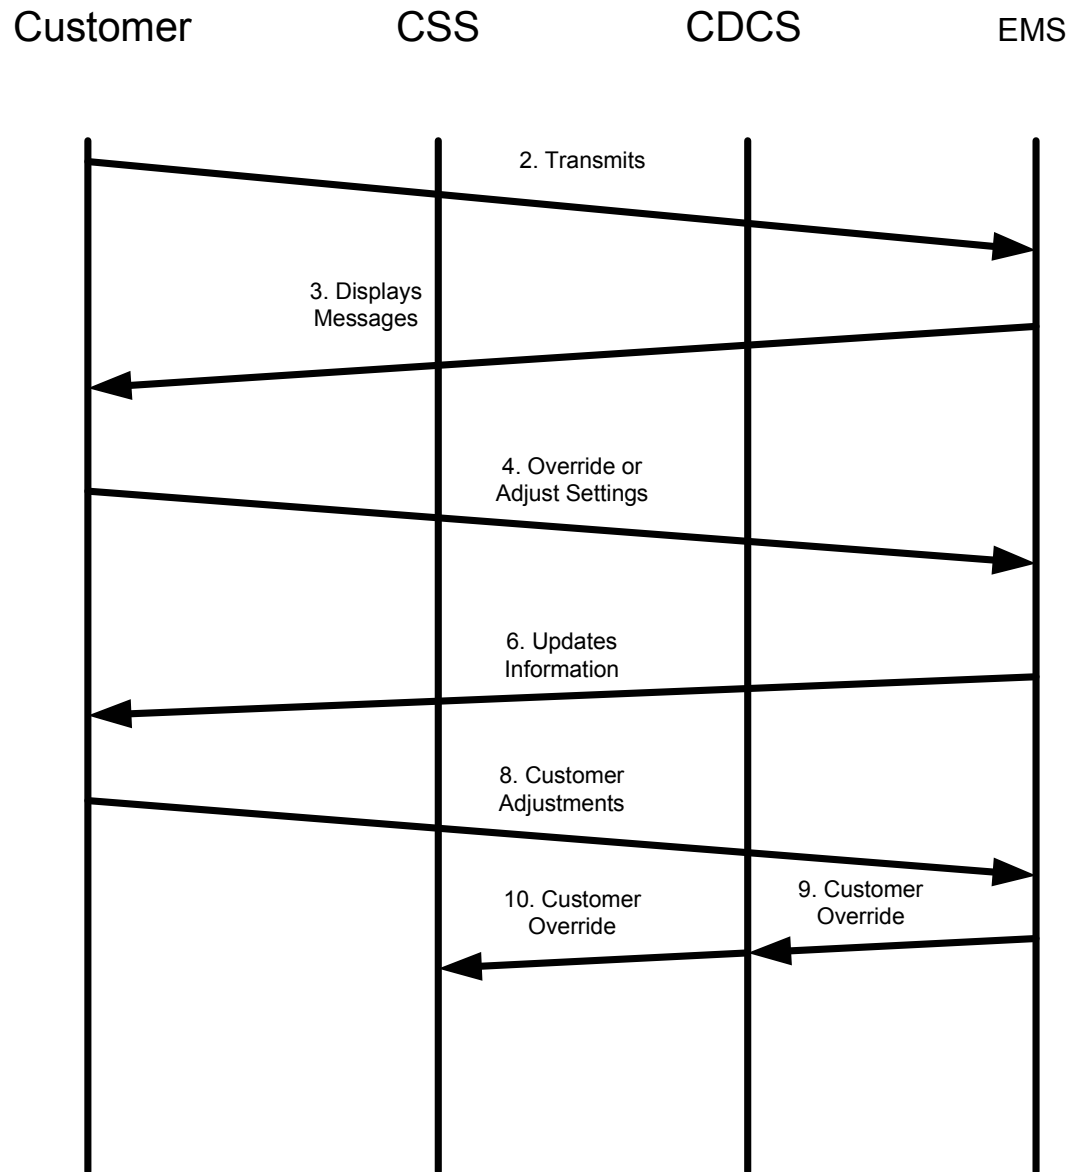 Customer
CSS
CDCS
EMS
2. Transmits
3. Displays
Messages
4. Override or
Adjust Settings
6. Updates
Information
8. Customer
Adjustments
9. Customer
Override
10. Customer
Override